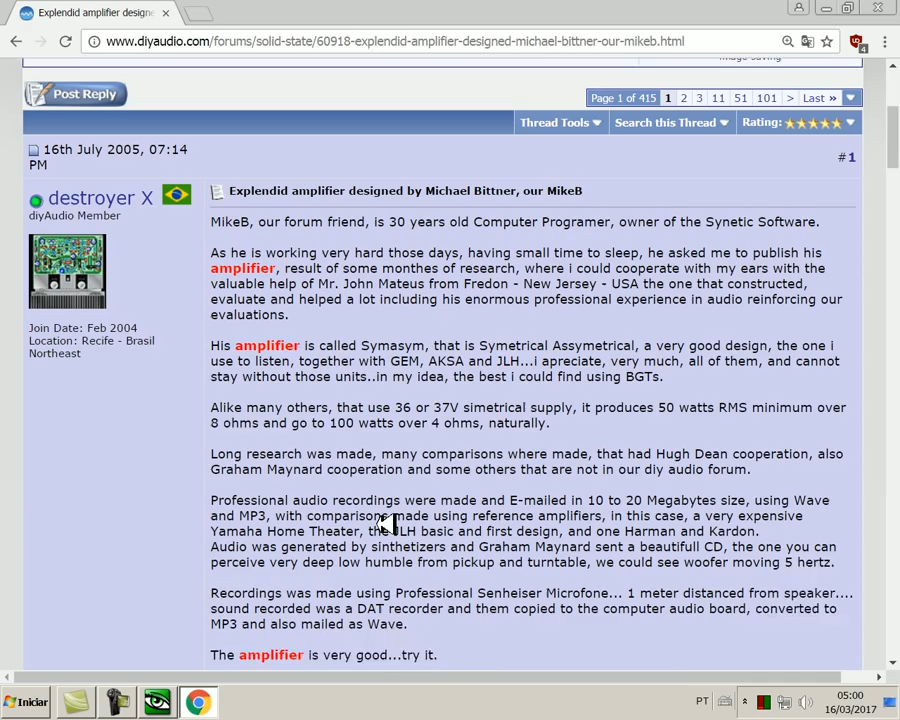 Explendid amplifier design
www.diyaudio.com/forums/solid-state/60918-explendid-amplifier-designed-michael-bittner-our-mikeb.html
4
image saving
Post Reply
Page 1 of 415 1 2 3 11 51 101 > Last »
Thread Tools Search this Thread Rating:
16th July 2005, 07:14
PM
#1
destroyer X
diyAudio Member
Join Date: Feb 2004
Location: Recife - Brasil
Northeast
Explendid amplifier designed by Michael Bittner, our MikeB
MikeB, our forum friend, is 30 years old Computer Programer, owner of the Synetic Software.
As he is working very hard those days, having small time to sleep, he asked me to publish his
amplifier, result of some monthes of research, where i could cooperate with my ears with the
valuable help of Mr. John Mateus from Fredon - New Jersey - USA the one that constructed,
evaluate and helped a lot including his enormous professional experience in audio reinforcing our
evaluations.
His amplifier is called Symasym, that is Symetrical Assymetrical, a very good design, the one i
use to listen, together with GEM, AKSA and JLH...i apreciate, very much, all of them, and cannot
stay without those units..in my idea, the best i could find using BGTs.
Alike many others, that use 36 or 37V simetrical supply, it produces 50 watts RMS minimum over
8 ohms and go to 100 watts over 4 ohms, naturally.
Long research was made, many comparisons where made, that had Hugh Dean cooperation, also
Graham Maynard cooperation and some others that are not in our diy audio forum.
Professional audio recordings were made and E-mailed in 10 to 20 Megabytes size, using Wave
and MP3, with comparisons made using reference amplifiers, in this case, a very expensive
Yamaha Home Theater, the JLH basic and first design, and one Harman and Kardon.
Audio was generated by sinthetizers and Graham Maynard sent a beautifull CD, the one you can
perceive very deep low humble from pickup and turntable, we could see woofer moving 5 hertz.
Recordings was made using Professional Senheiser Microfone... 1 meter distanced from speaker....
sound recorded was a DAT recorder and them copied to the computer audio board, converted to
MP3 and also mailed as Wave.
The amplifier is very good...try it.
Iniciar
PT
05:00
16/03/2017